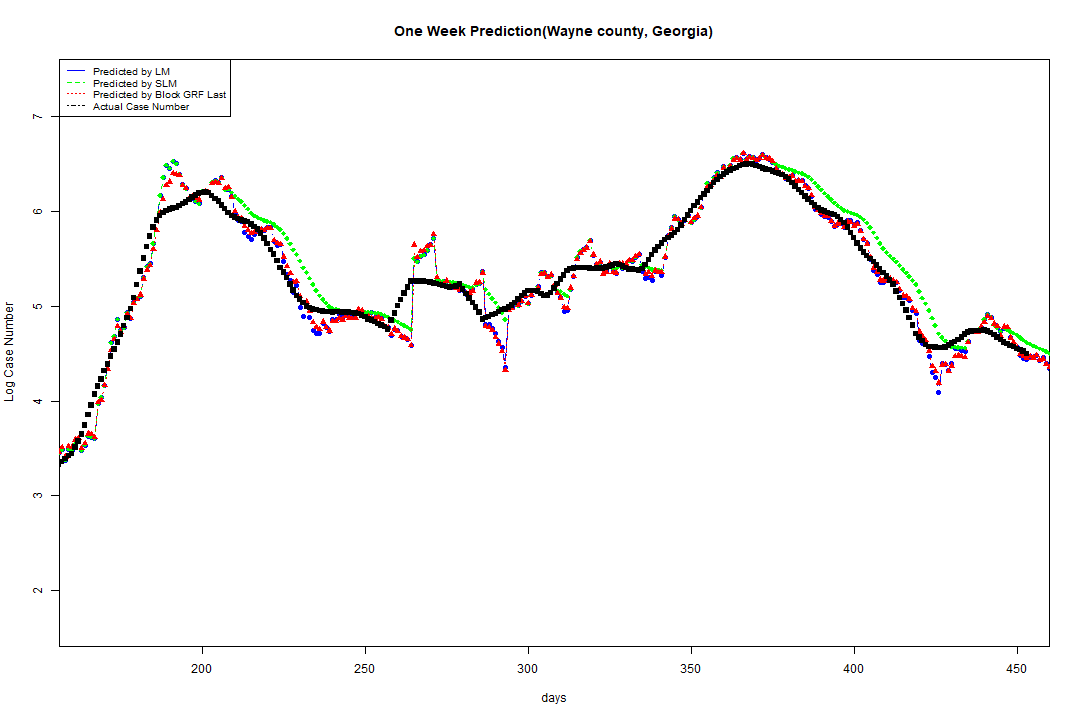 One Week Prediction(Wayne county, Georgia)
Predicted by LM
Predicted by SLM
Predicted by Block GRF Last
Actual Case Number
Log Case Number
7
6
5
4
3
2
200 250 300 350 400 450
days